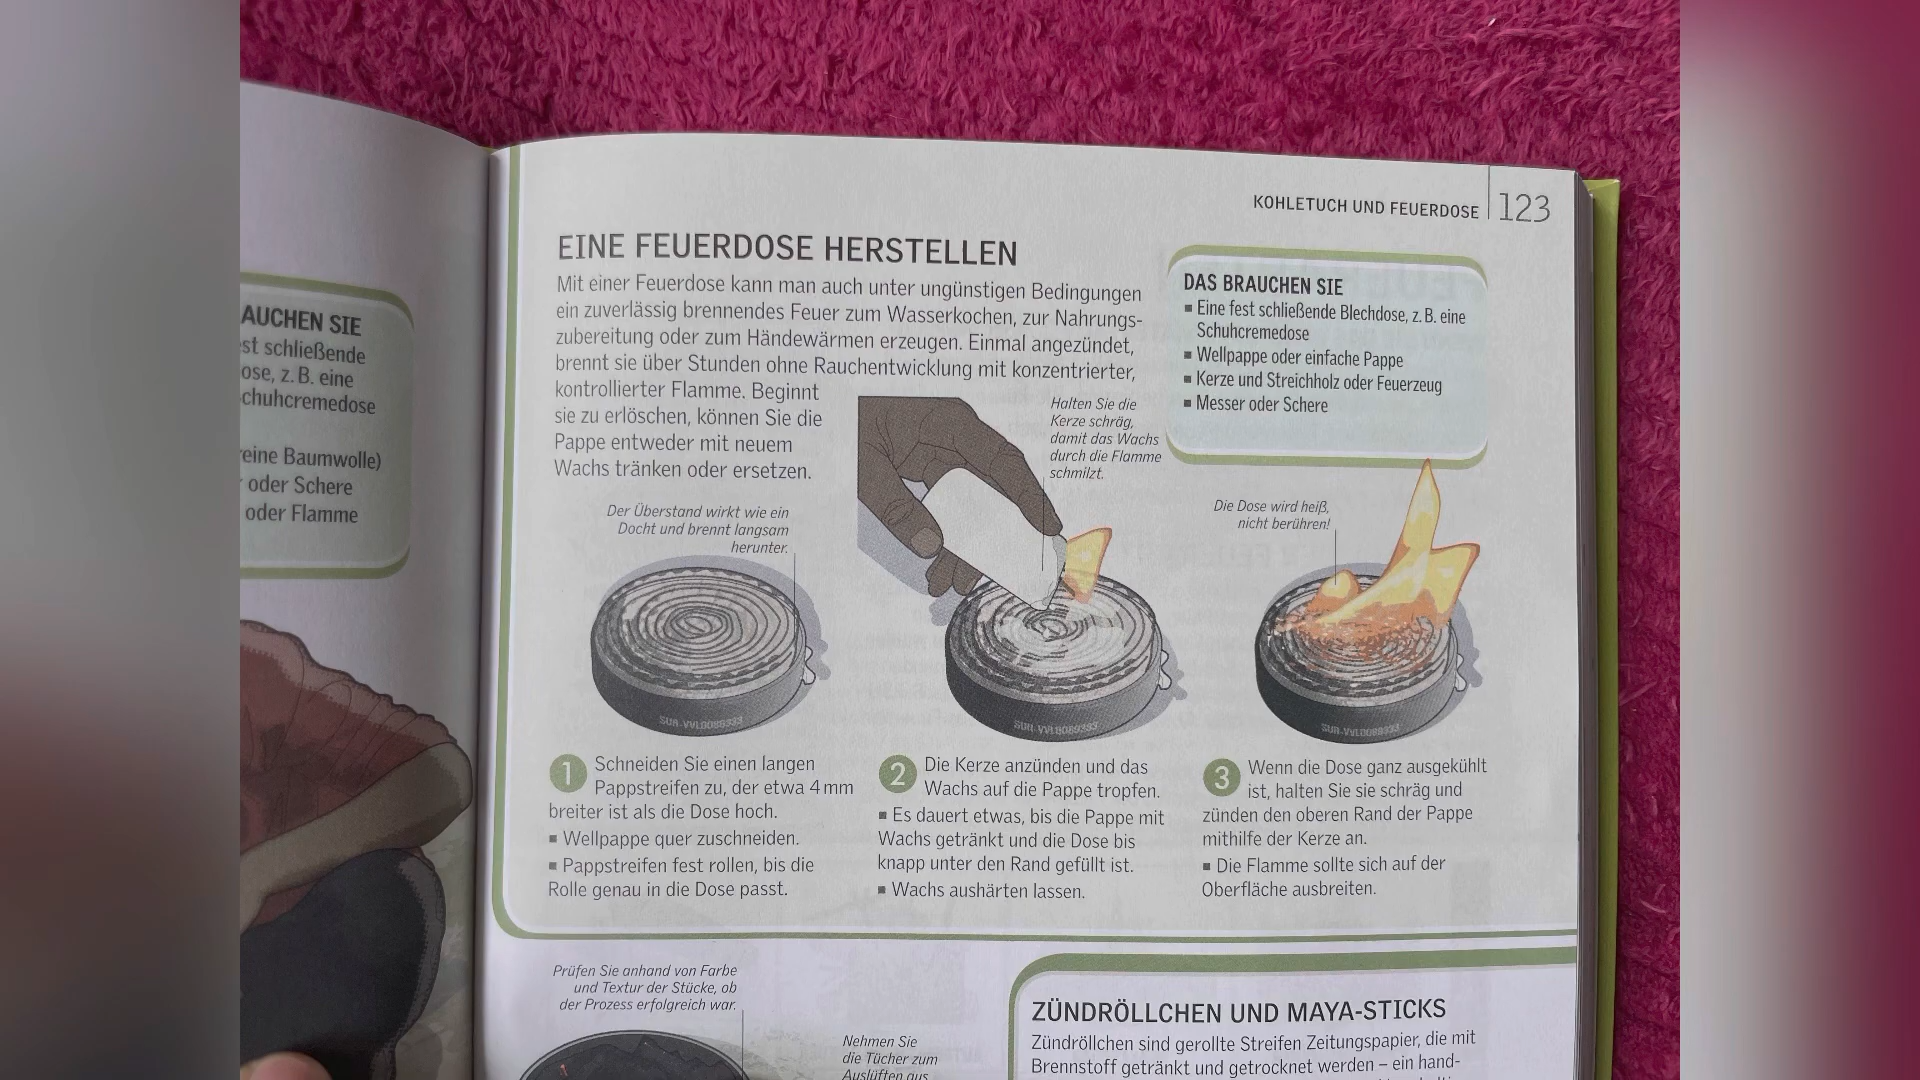 AUCHEN SIE
st schließende
ose, z. B. eine
chuhcremedose
eine Baumwolle)
oder Schere
oder Flamme
KOHLETUCH UND FEUERDOSE
123
EINE FEUERDOSE HERSTELLEN
Mit einer Feuerdose kann man auch unter ungünstigen Bedingungen
ein zuverlässig brennendes Feuer zum Wasserkochen, zur Nahrungs-
zubereitung oder zum Händewärmen erzeugen. Einmal angezündet,
brennt sie über Stunden ohne Rauchentwicklung mit konzentrierter,
kontrollierter Flamme. Beginnt
sie zu erlöschen, können Sie die
Pappe entweder mit neuem
Wachs tränken oder ersetzen.
DAS BRAUCHEN SIE
▪ Eine fest schließende Blechdose, z. B. eine
Schuhcremedose
▪ Wellpappe oder einfache Pappe
▪ Kerze und Streichholz oder Feuerzeug
▪ Messer oder Schere
Der Überstand wirkt wie ein
Docht und brennt langsam
herunter.
Halten Sie die
Kerze schräg,
damit das Wachs
durch die Flamme
schmilzt.
Die Dose wird heiß,
nicht berühren!
1 Schneiden Sie einen langen
Pappstreifen zu, der etwa 4 mm
breiter ist als die Dose hoch.
▪ Wellpappe quer zuschneiden.
▪ Pappstreifen fest rollen, bis die
Rolle genau in die Dose passt.
2 Die Kerze anzünden und das
Wachs auf die Pappe tropfen.
▪ Es dauert etwas, bis die Pappe mit
Wachs getränkt und die Dose bis
knapp unter den Rand gefüllt ist.
▪ Wachs aushärten lassen.
3 Wenn die Dose ganz ausgekühlt
ist, halten Sie sie schräg und
zünden den oberen Rand der Pappe
mithilfe der Kerze an.
▪ Die Flamme sollte sich auf der
Oberfläche ausbreiten.
Prüfen Sie anhand von Farbe
und Textur der Stücke, ob
der Prozess erfolgreich war.
Nehmen Sie
die Tücher zum
Auslüften aus
ZÜNDRÖLLCHEN UND MAYA-STICKS
Zündröllchen sind gerollte Streifen Zeitungspapier, die mit
Brennstoff getränkt und getrocknet werden – ein hand-